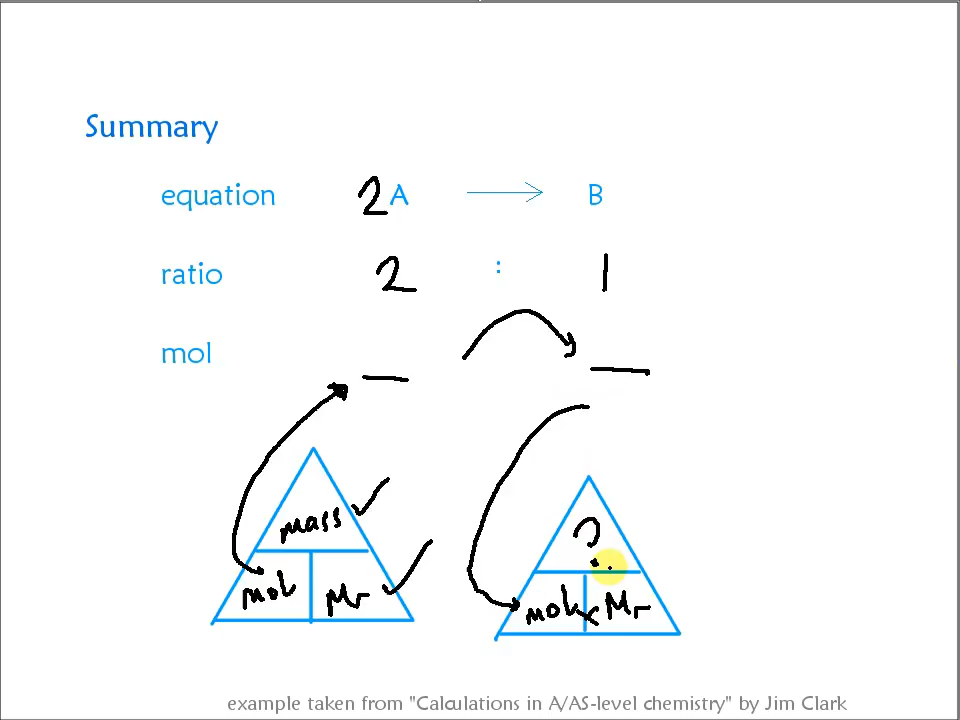 Summary
equation 2A → B
ratio 2 : 1
mol
mass
mol Mr
?
mol x Mr
example taken from "Calculations in A/AS-level chemistry" by Jim Clark